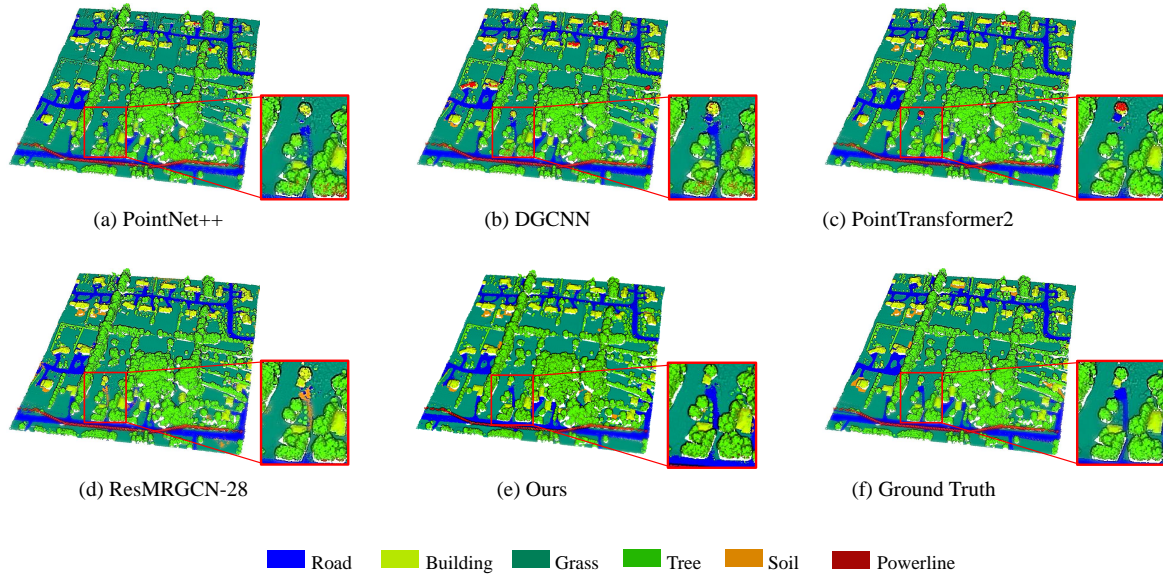 (a) PointNet++
(b) DGCNN
(c) PointTransformer2
(d) ResMRGCN-28
(e) Ours
(f) Ground Truth
Road Building Grass Tree Soil Powerline